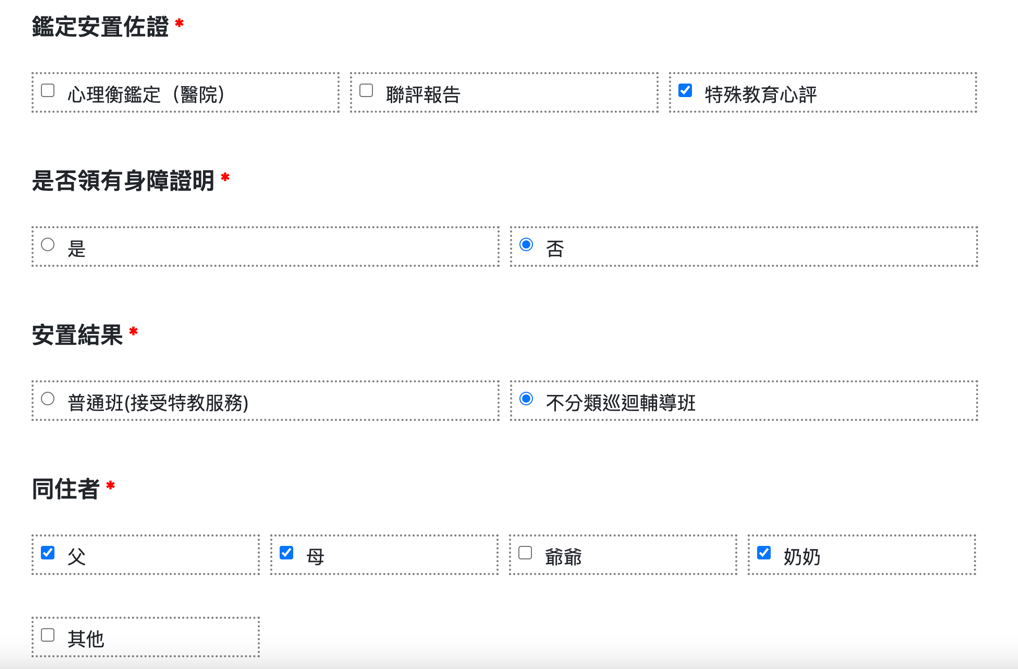 鑑定安置佐證 *
心理衡鑑定（醫院） 聯評報告 特殊教育心評
是否領有身障證明 *
是 否
安置結果 *
普通班(接受特教服務) 不分類巡迴輔導班
同住者 *
父 母 爺爺 奶奶
其他